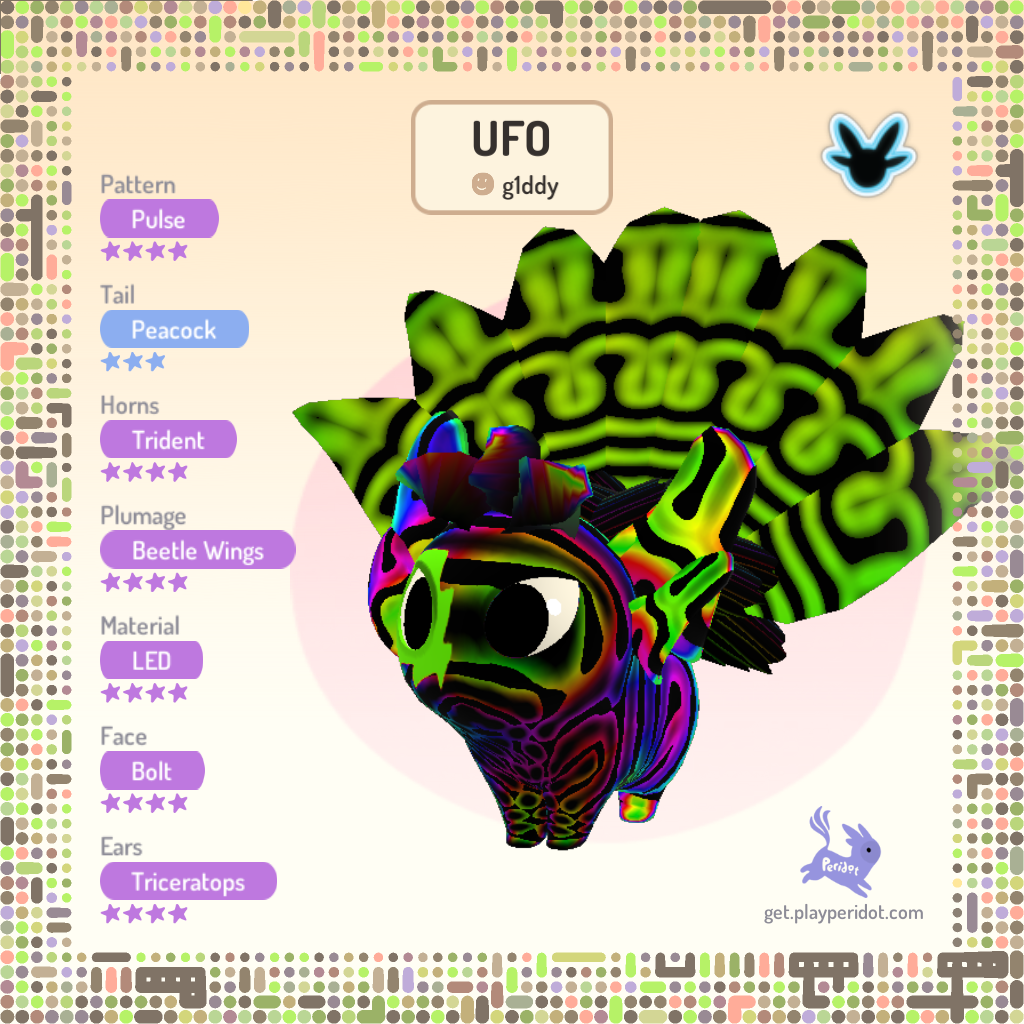 UFO
g1ddy
Pattern
Pulse
Tail
Peacock
Horns
Trident
Plumage
Beetle Wings
Material
LED
Face
Bolt
Ears
Triceratops
Peridot
get.playperidot.com